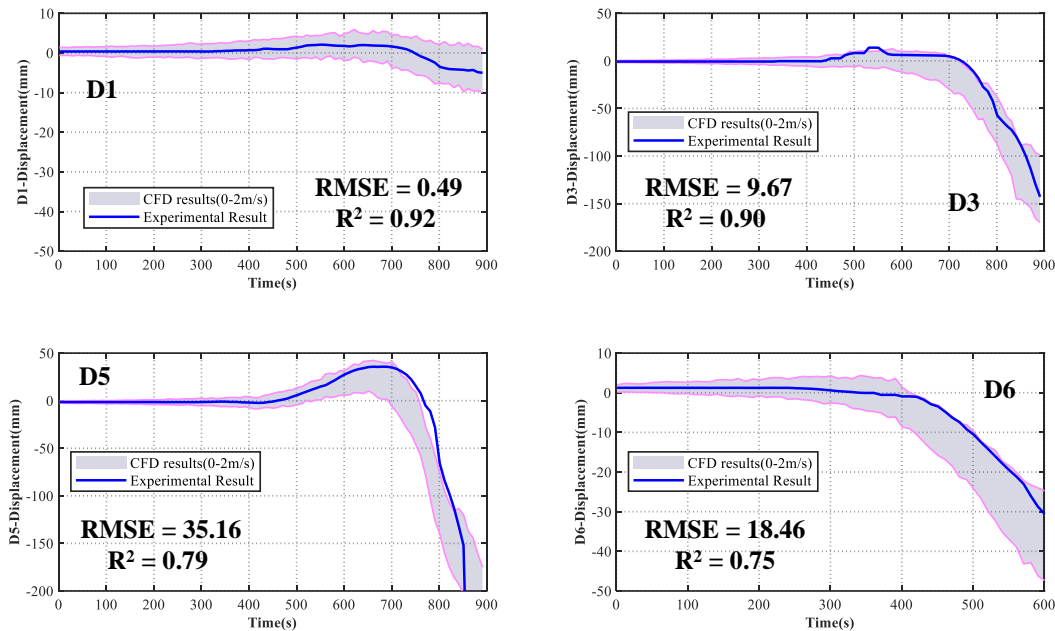 10
0
-10
-20
-30
-40
-50
D1-Displacement(mm)
D1
CFD results(0-2m/s)
Experimental Result
RMSE = 0.49
R² = 0.92
0 100 200 300 400 500 600 700 800 900
Time(s)
50
0
-50
-100
-150
-200
D3-Displacement(mm)
CFD results(0-2m/s)
Experimental Result
RMSE = 9.67
R² = 0.90
D3
0 100 200 300 400 500 600 700 800 900
Time(s)
50
0
-50
-100
-150
-200
D5-Displacement(mm)
D5
CFD results(0-2m/s)
Experimental Result
RMSE = 35.16
R² = 0.79
0 100 200 300 400 500 600 700 800 900
Time(s)
10
0
-10
-20
-30
-40
-50
D6-Displacement(mm)
D6
CFD results(0-2m/s)
Experimental Result
RMSE = 18.46
R² = 0.75
0 100 200 300 400 500 600
Time(s)